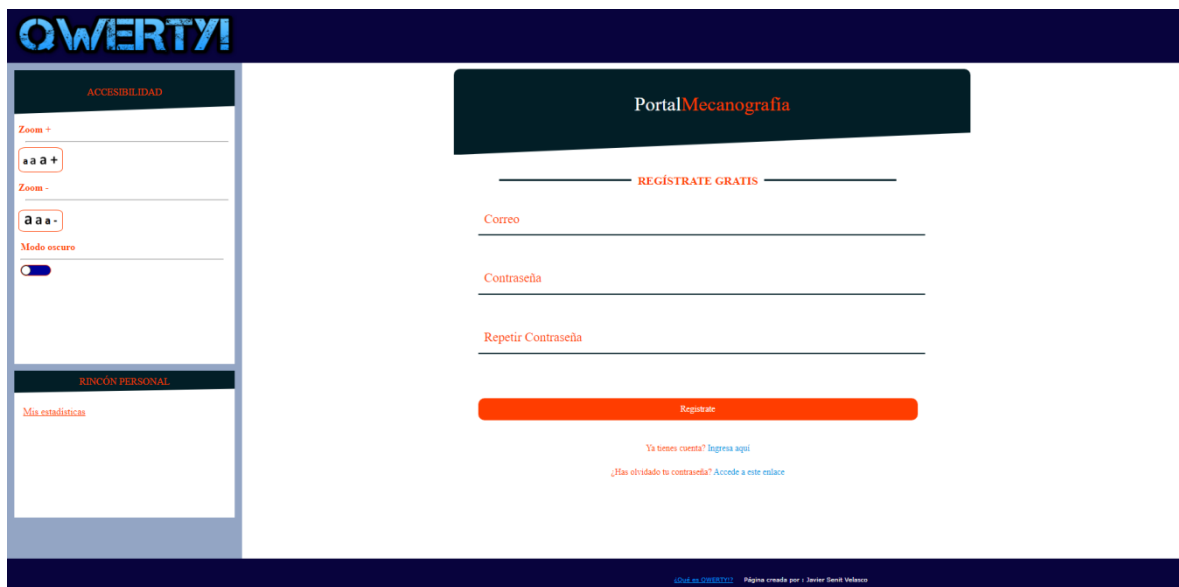 QWERTY!
ACCESIBILIDAD
Zoom +
a a a +
Zoom -
a a a -
Modo oscuro
RINCÓN PERSONAL
Mis estadísticas
PortalMecanografía
REGÍSTRATE GRATIS
Correo
Contraseña
Repetir Contraseña
Registrate
Ya tienes cuenta? Ingresa aquí
¿Has olvidado tu contraseña? Accede a este enlace
¿Qué es QWERTY!? Página creada por : Javier Senit Velasco